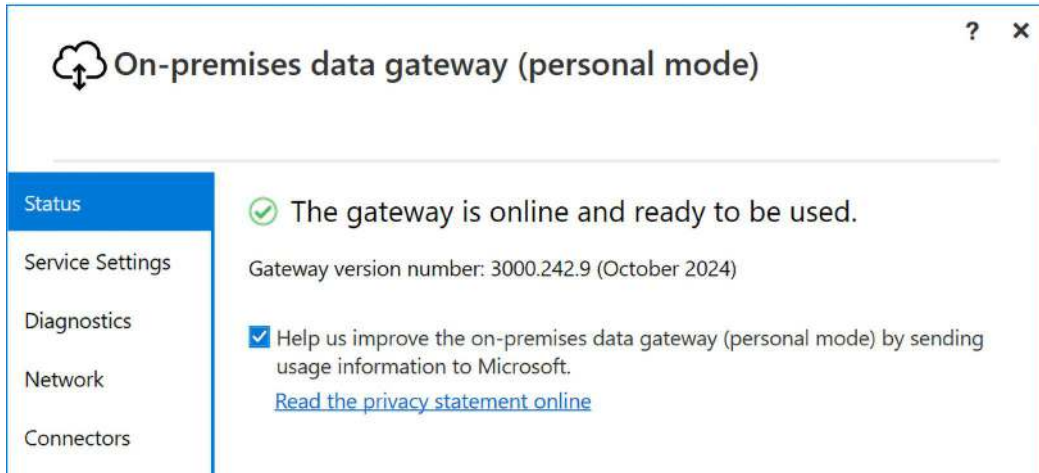 ? ×
On-premises data gateway (personal mode)
Status
Service Settings
Diagnostics
Network
Connectors
The gateway is online and ready to be used.
Gateway version number: 3000.242.9 (October 2024)
Help us improve the on-premises data gateway (personal mode) by sending
usage information to Microsoft.
Read the privacy statement online